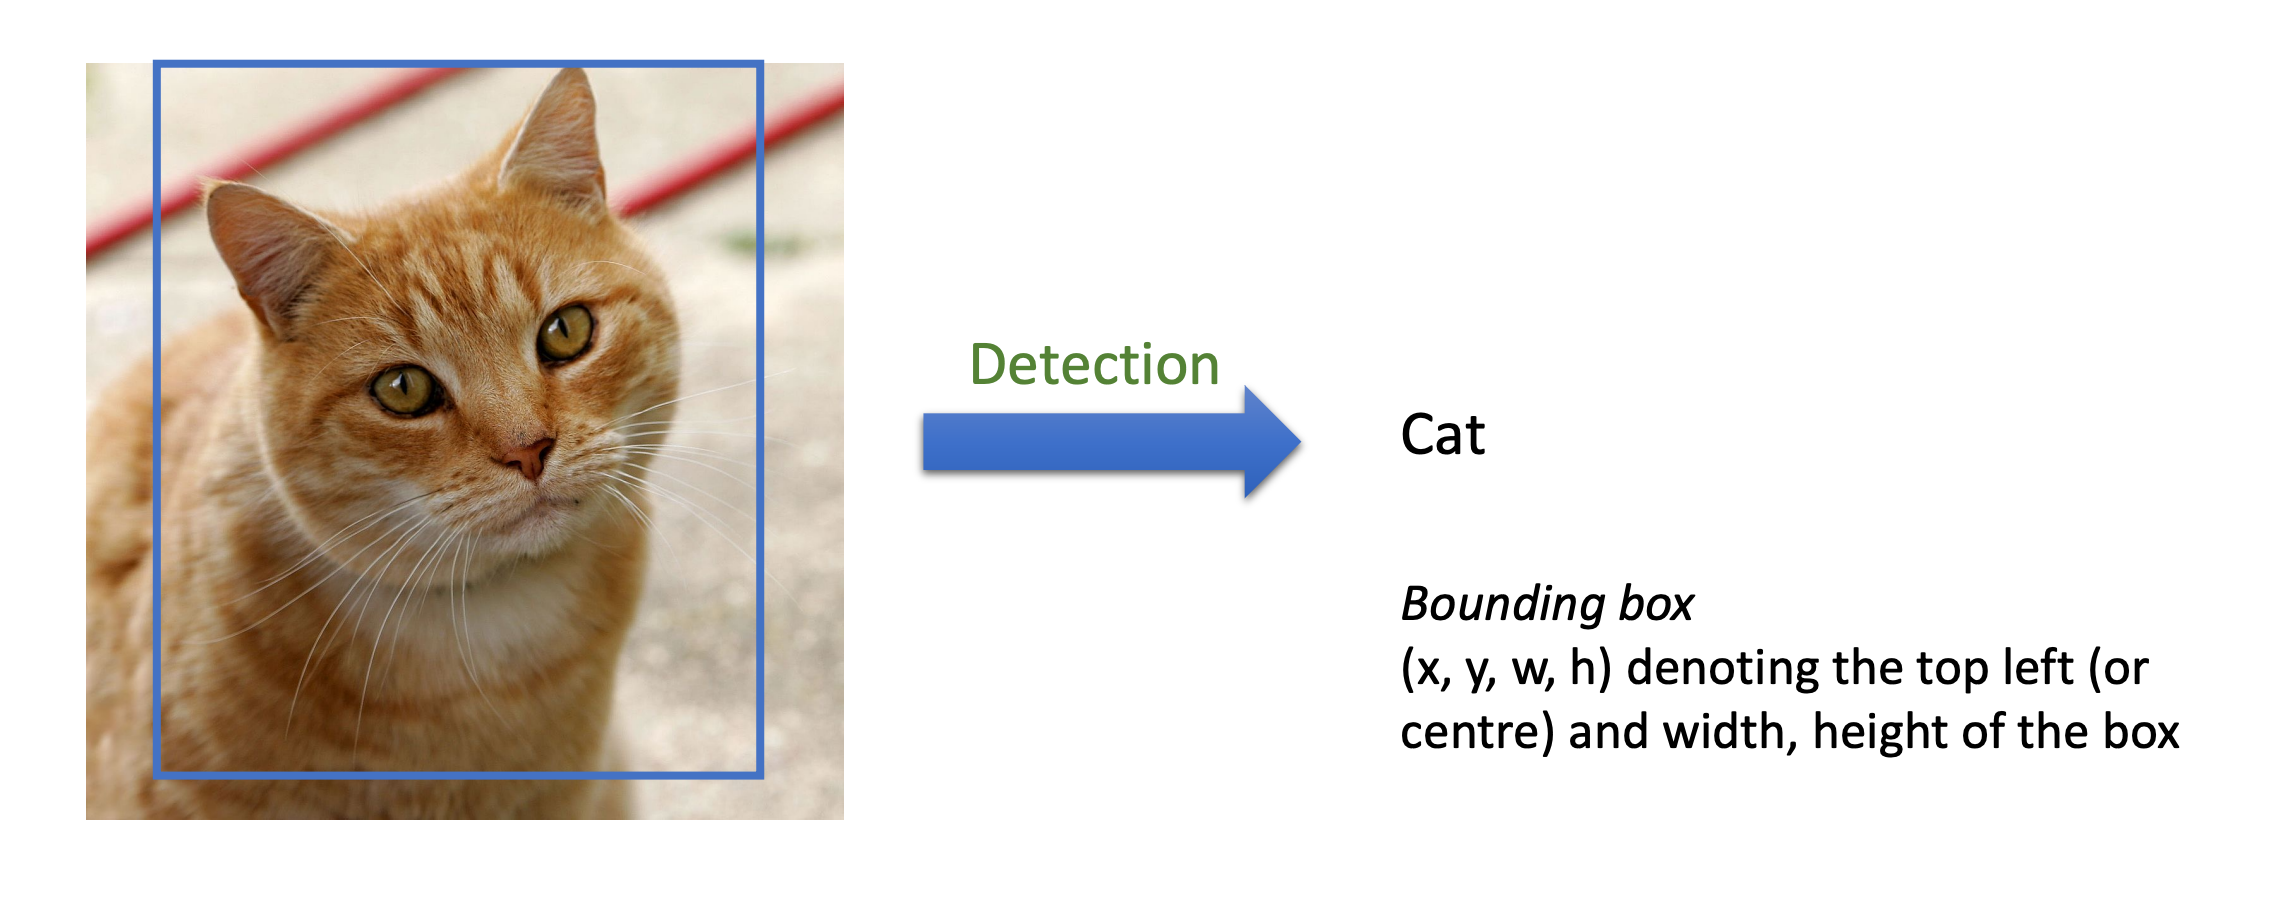 Detection
Cat
Bounding box
(x, y, w, h) denoting the top left (or
centre) and width, height of the box